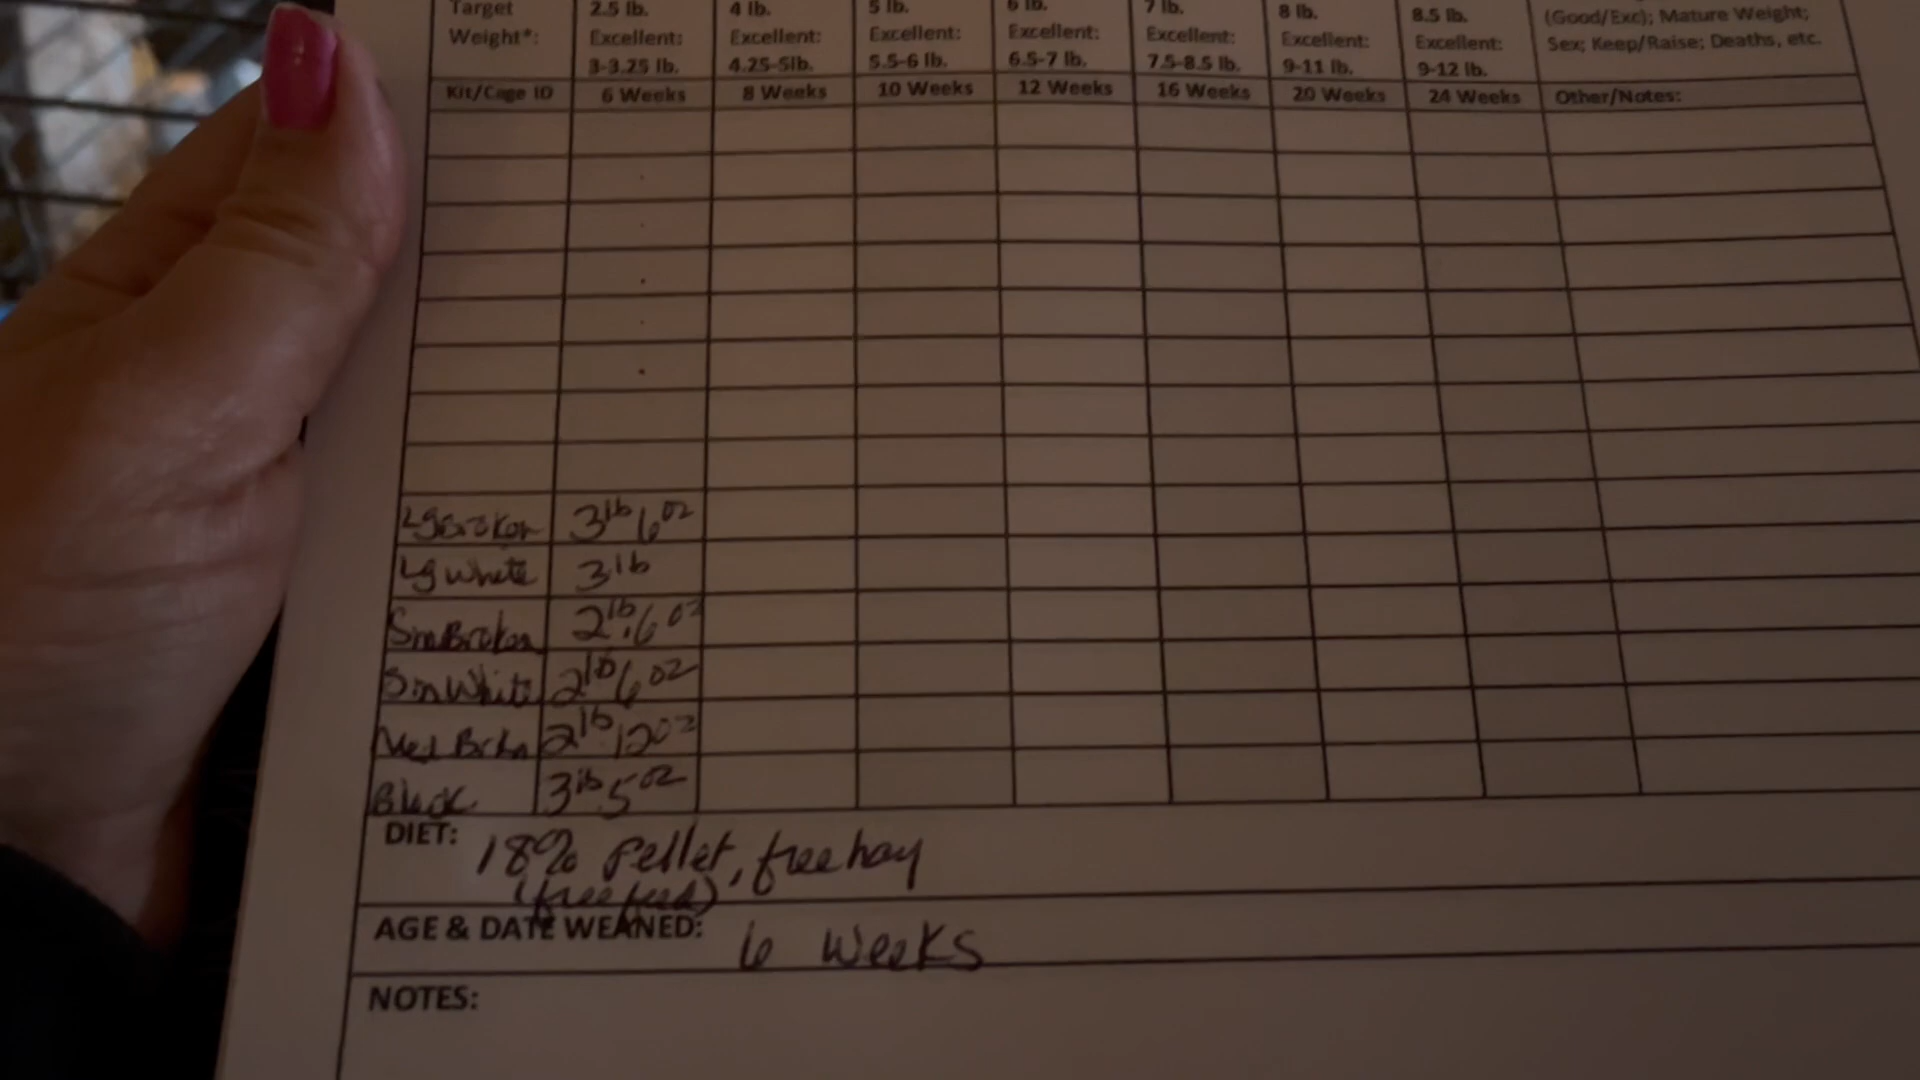 Target Weight*: 2.5 lb. 4 lb. 5 lb. 6 lb. 7 lb. 8 lb. 8.5 lb. (Good/Exc); Mature Weight;
Excellent: Excellent: Excellent: Excellent: Excellent: Excellent: Excellent: Sex; Keep/Raise; Deaths, etc.
3-3.25 lb. 4.25-5lb. 5.5-6 lb. 6.5-7 lb. 7.5-8.5 lb. 9-11 lb. 9-12 lb.
Kit/Cage ID 6 Weeks 8 Weeks 10 Weeks 12 Weeks 16 Weeks 20 Weeks 24 Weeks Other/Notes:
Lg Broken 3lb 6oz
Lg White 3lb
Sm Broken 2lb 6oz
Sm White 2lb 6oz
Med Brkn 2lb 12oz
Black 3lb 5oz
DIET: 18% pellet, free hay
(free feed)
AGE & DATE WEANED: 6 weeks
NOTES: